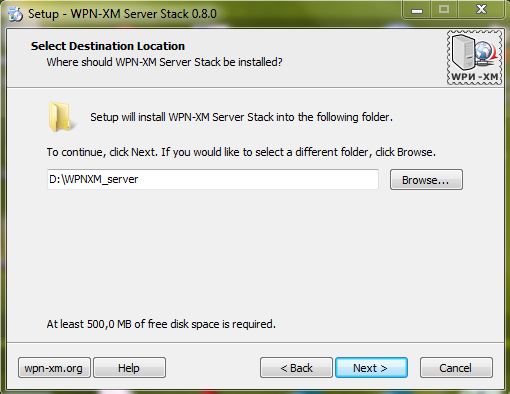 Setup - WPN-XM Server Stack 0.8.0
Select Destination Location
Where should WPN-XM Server Stack be installed?
WPИ-XM
Setup will install WPN-XM Server Stack into the following folder.
To continue, click Next. If you would like to select a different folder, click Browse.
D:\WPNXM_server
Browse...
At least 500,0 MB of free disk space is required.
wpn-xm.org
Help
< Back
Next >
Cancel